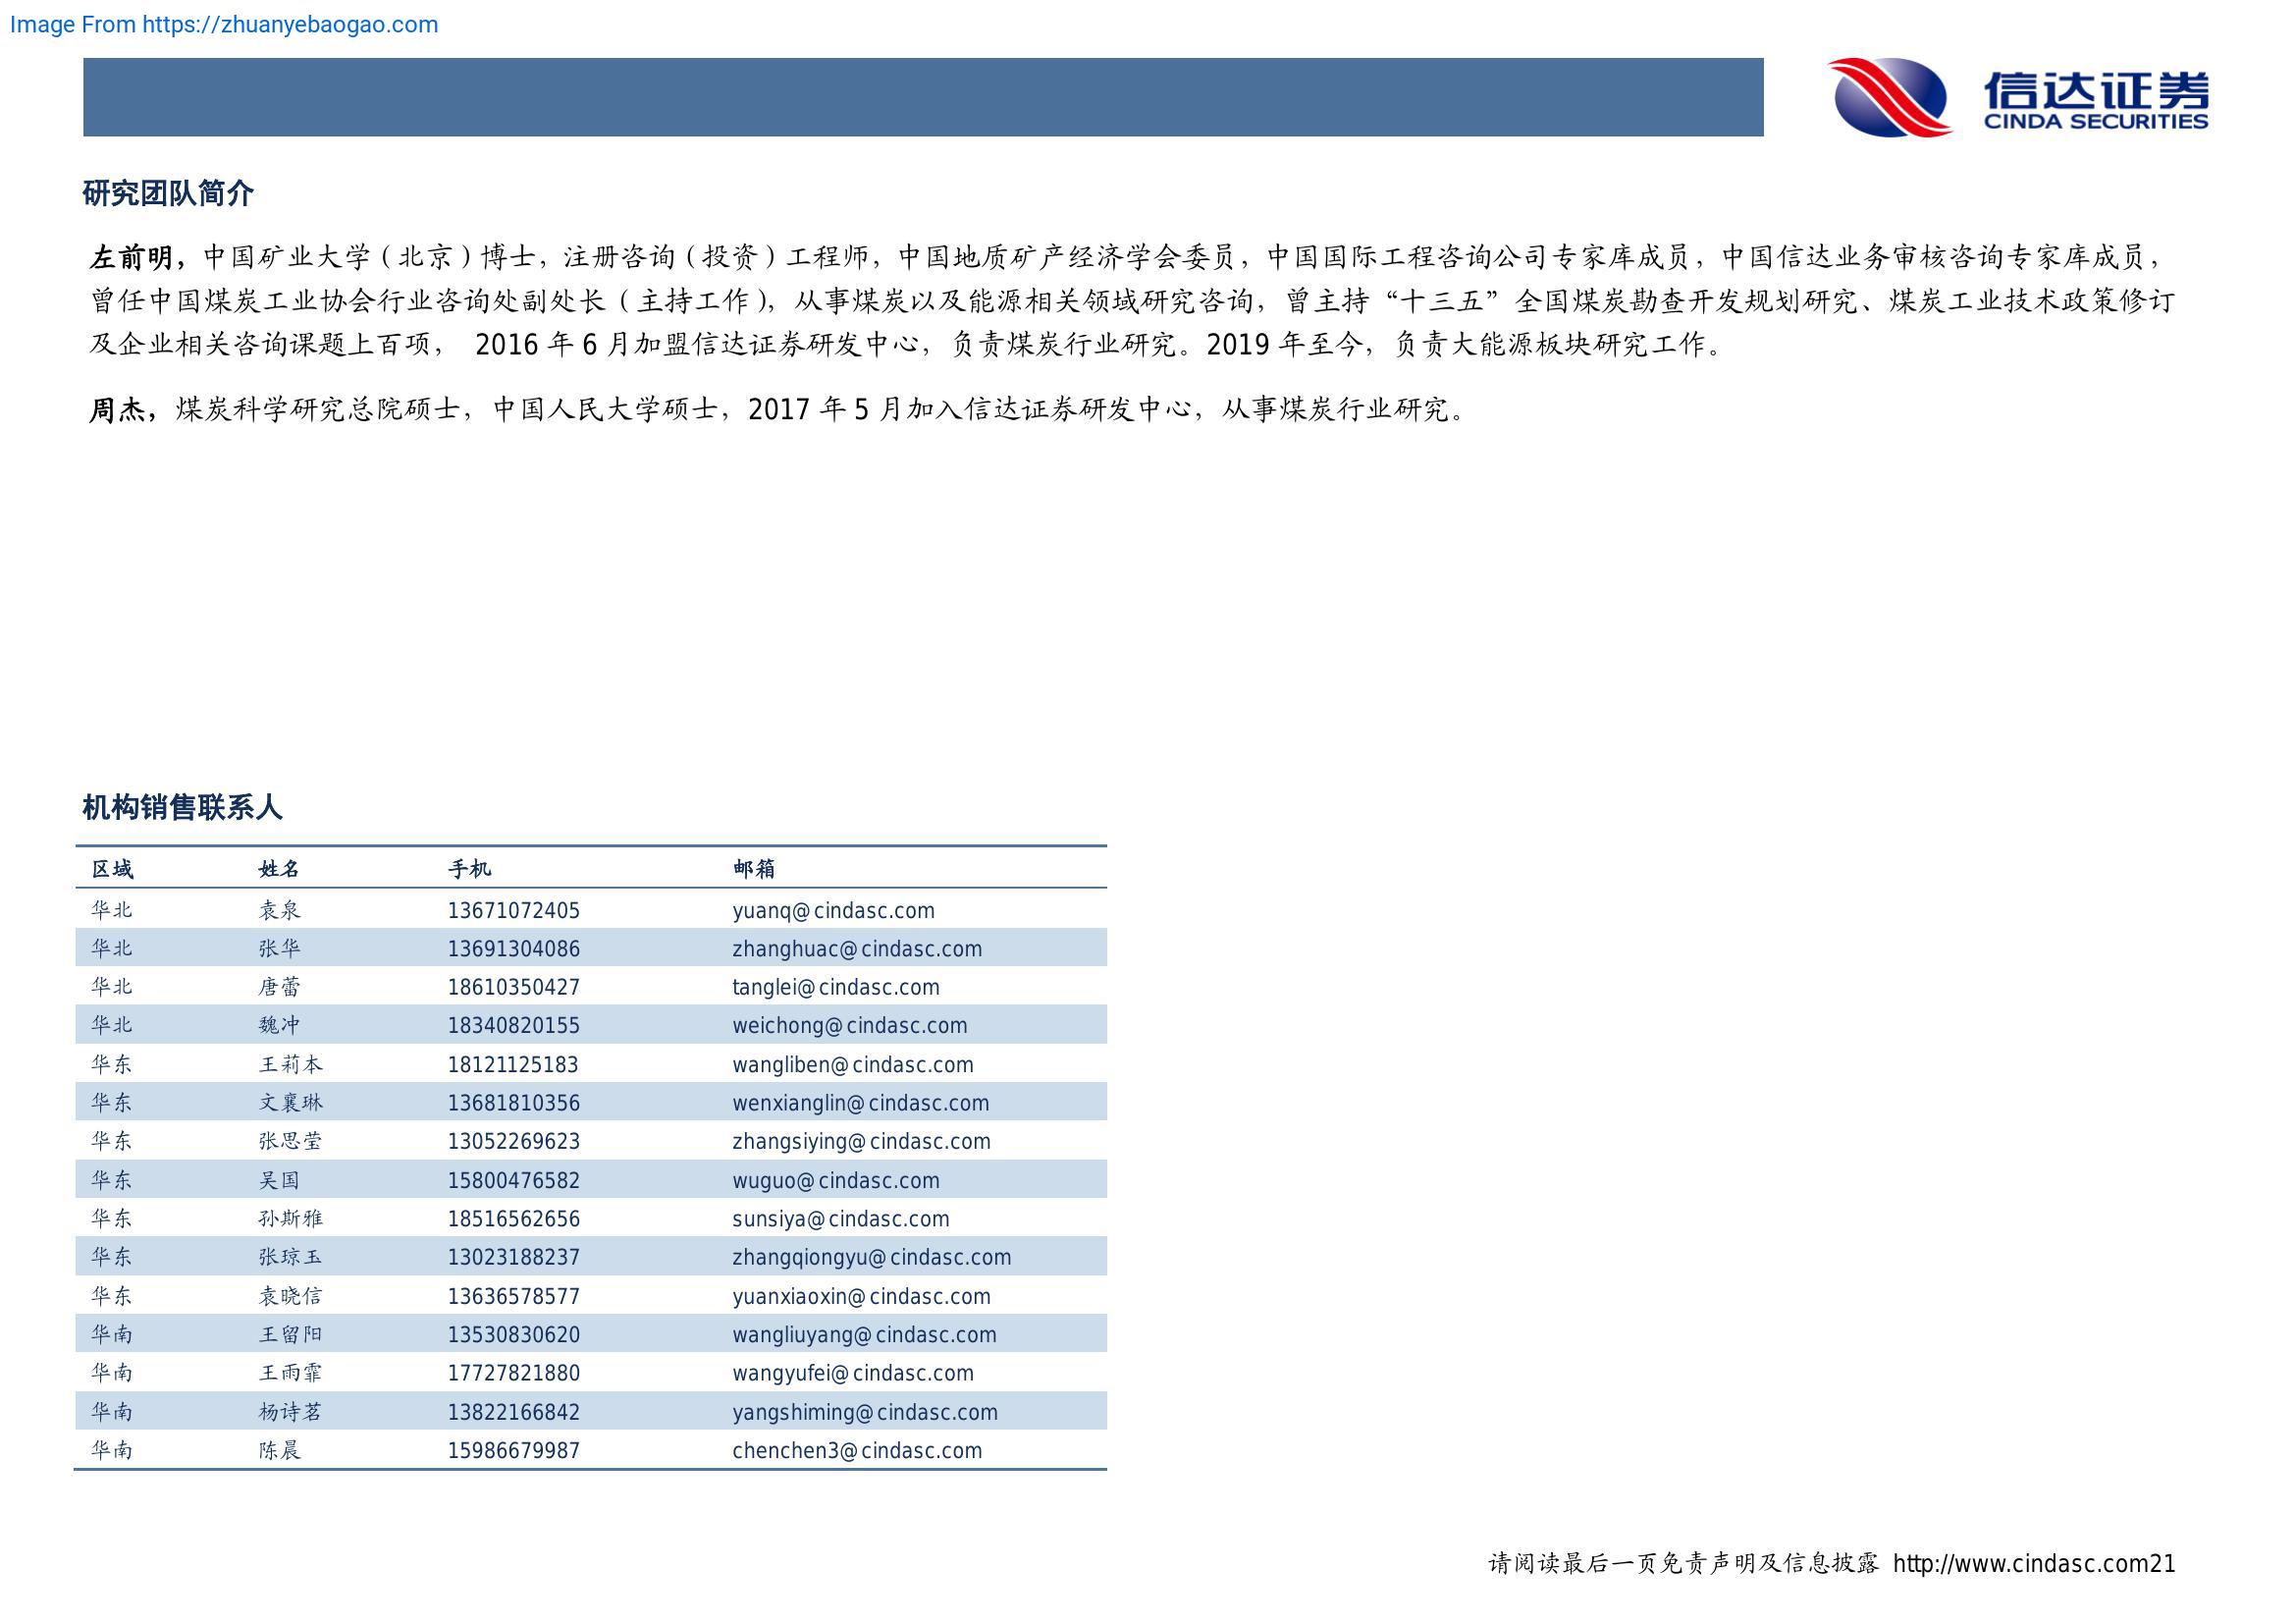 Image From https://zhuanyebaogao.com
信达证券
CINDA SECURITIES
研究团队简介
左前明，中国矿业大学（北京）博士，注册咨询（投资）工程师，中国地质矿产经济学会委员，中国国际工程咨询公司专家库成员，中国信达业务审核咨询专家库成员，
曾任中国煤炭工业协会行业咨询处副处长（主持工作），从事煤炭以及能源相关领域研究咨询，曾主持“十三五”全国煤炭勘查开发规划研究、煤炭工业技术政策修订
及企业相关咨询课题上百项， 2016 年 6 月加盟信达证券研发中心，负责煤炭行业研究。2019 年至今，负责大能源板块研究工作。
周杰，煤炭科学研究总院硕士，中国人民大学硕士，2017 年 5 月加入信达证券研发中心，从事煤炭行业研究。
机构销售联系人
区域 姓名 手机 邮箱
华北 袁泉 13671072405 yuanq@cindasc.com
华北 张华 13691304086 zhanghuac@cindasc.com
华北 唐蕾 18610350427 tanglei@cindasc.com
华北 魏冲 18340820155 weichong@cindasc.com
华东 王莉本 18121125183 wangliben@cindasc.com
华东 文襄琳 13681810356 wenxianglin@cindasc.com
华东 张思莹 13052269623 zhangsiying@cindasc.com
华东 吴国 15800476582 wuguo@cindasc.com
华东 孙斯雅 18516562656 sunsiya@cindasc.com
华东 张琼玉 13023188237 zhangqiongyu@cindasc.com
华东 袁晓信 13636578577 yuanxiaoxin@cindasc.com
华南 王留阳 13530830620 wangliuyang@cindasc.com
华南 王雨霏 17727821880 wangyufei@cindasc.com
华南 杨诗茗 13822166842 yangshiming@cindasc.com
华南 陈晨 15986679987 chenchen3@cindasc.com
请阅读最后一页免责声明及信息披露 http://www.cindasc.com21